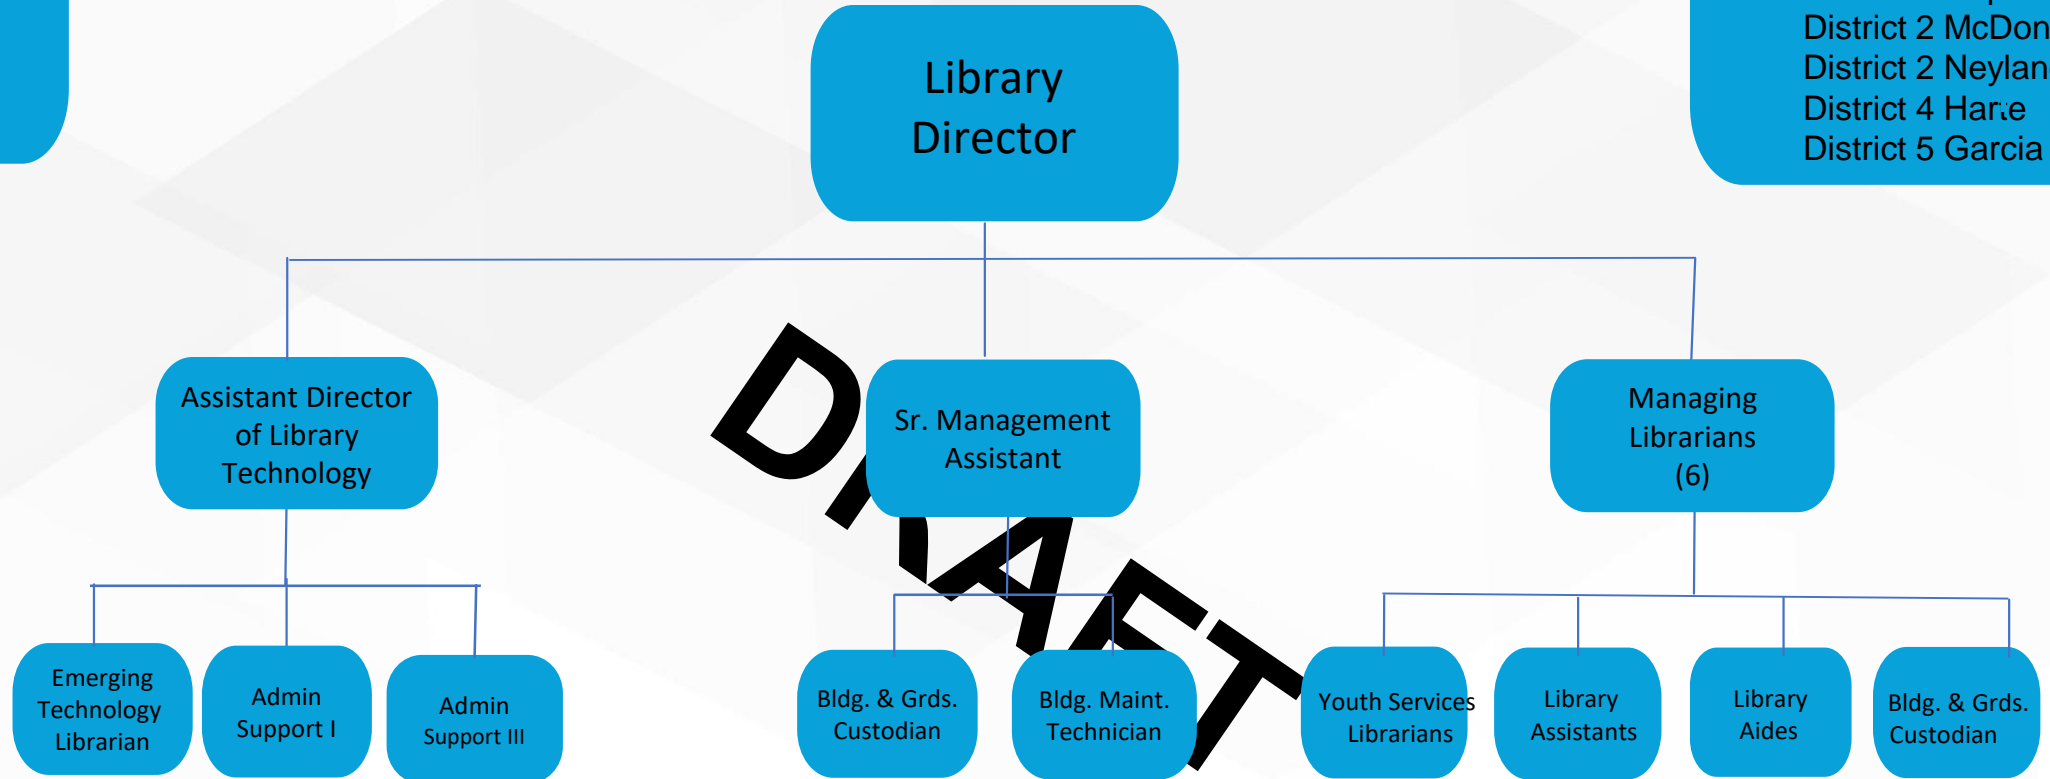 District 2 McDon
District 2 Neylan
District 4 Harte
District 5 Garcia
Library
Director
Assistant Director
of Library
Technology
Sr. Management
Assistant
Managing
Librarians
(6)
DRAFT
Emerging
Technology
Librarian
Admin
Support I
Admin
Support III
Bldg. & Grds.
Custodian
Bldg. Maint.
Technician
Youth Services
Librarians
Library
Assistants
Library
Aides
Bldg. & Grds.
Custodian